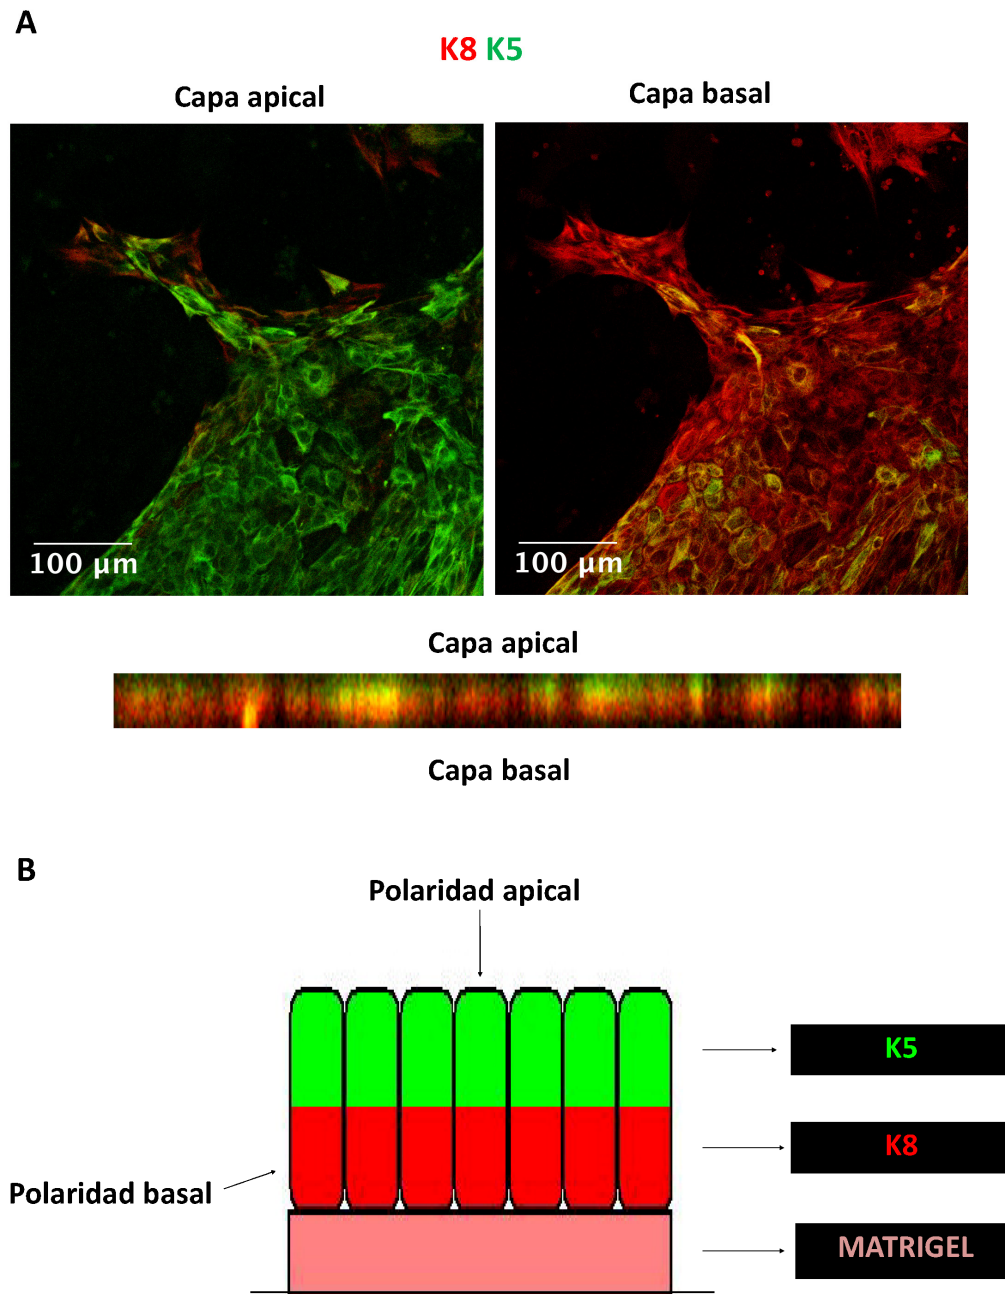 A
K8 K5
Capa apical
Capa basal
100 µm
100 µm
Capa apical
Capa basal
B
Polaridad apical
K5
K8
Polaridad basal
MATRIGEL